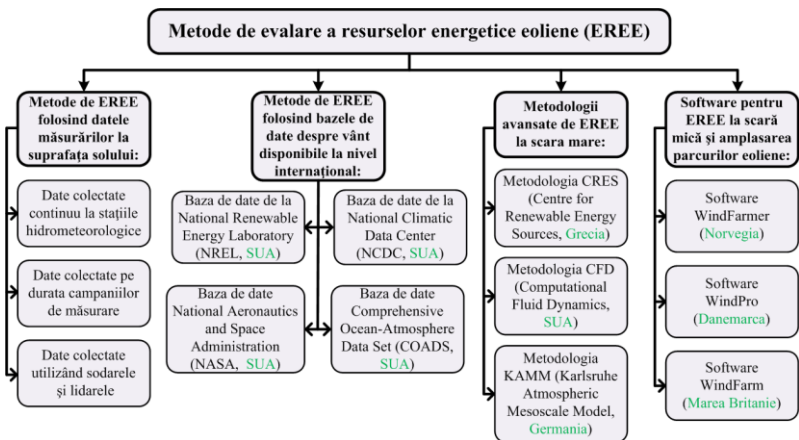 Metode de evaluare a resurselor energetice eoliene (EREE)
Metode de EREE
folosind datele
măsurărilor la
suprafața solului:
Date colectate
continuu la stațiile
hidrometeorologice
Date colectate pe
durata campaniilor
de măsurare
Date colectate
utilizând sodarele
și lidarele
Metode de EREE
folosind bazele de
date despre vânt
disponibile la nivel
internațional:
Baza de date de la
National Renewable
Energy Laboratory
(NREL, SUA)
Baza de date de la
National Climatic
Data Center
(NCDC, SUA)
Baza de date
National Aeronautics
and Space
Administration
(NASA, SUA)
Baza de date
Comprehensive
Ocean-Atmosphere
Data Set (COADS,
SUA)
Metodologii
avansate de EREE
la scara mare:
Metodologia CRES
(Centre for
Renewable Energy
Sources, Grecia)
Metodologia CFD
(Computational
Fluid Dynamics,
SUA)
Metodologia
KAMM (Karlsruhe
Atmospheric
Mesoscale Model,
Germania)
Software pentru
EREE la scară
mică și amplasarea
parcurilor eoliene:
Software
WindFarmer
(Norvegia)
Software
WindPro
(Danemarca)
Software
WindFarm
(Marea Britanie)